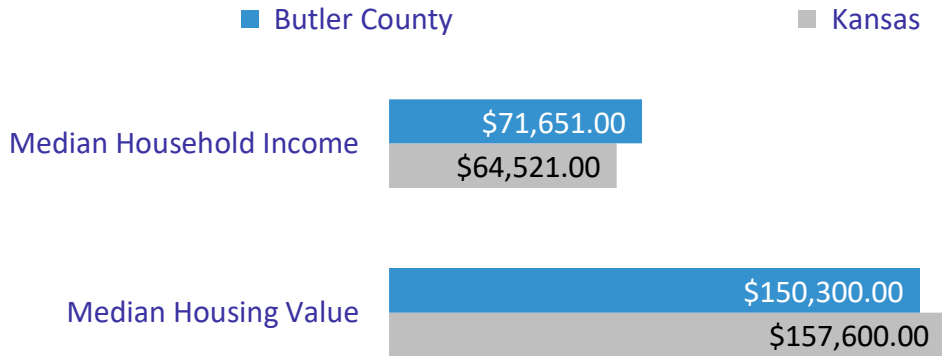 Butler County
Kansas
Median Household Income
$71,651.00
$64,521.00
Median Housing Value
$150,300.00
$157,600.00